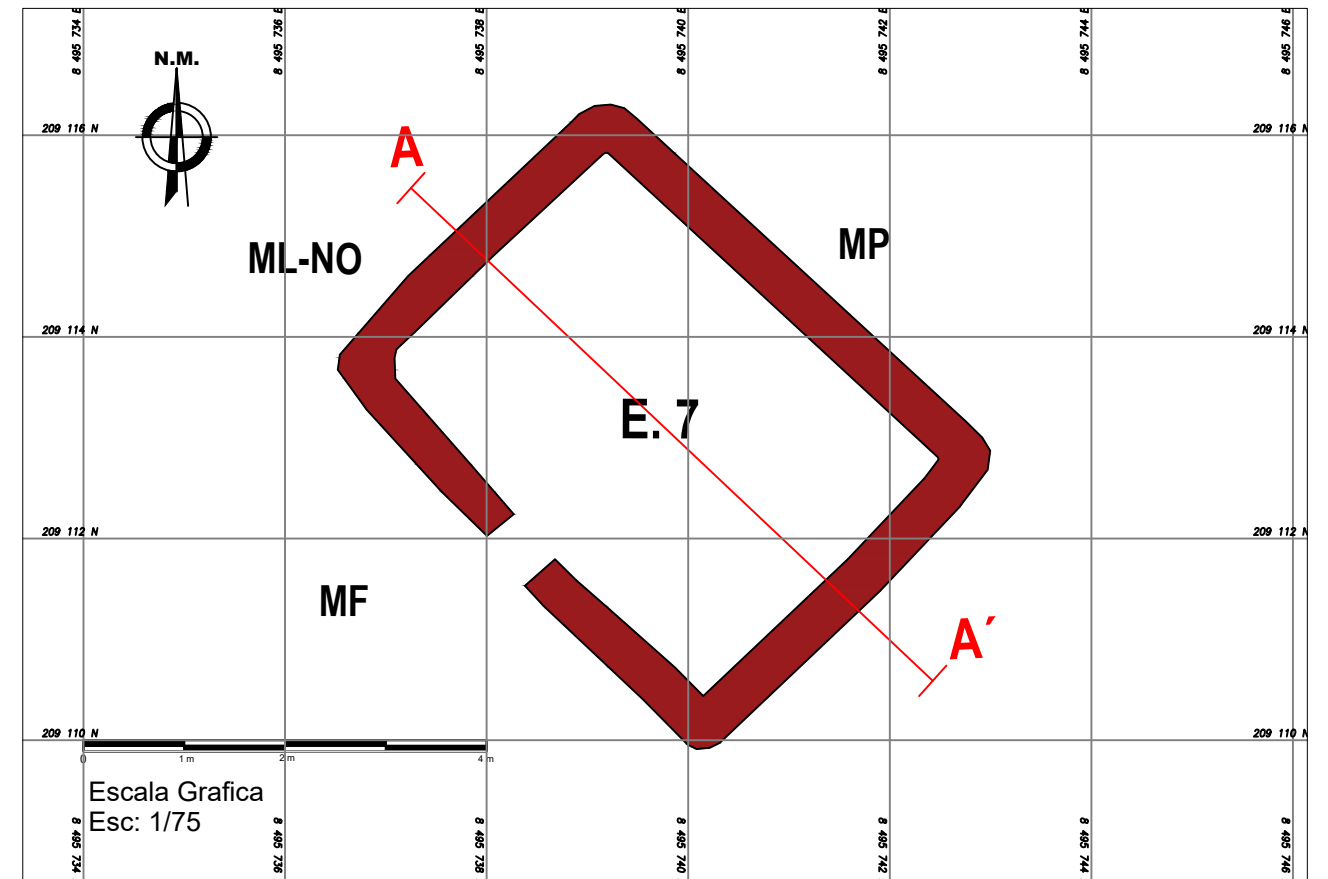 8 495 734 E
8 495 736 E
8 495 738 E
8 495 740 E
8 495 742 E
8 495 744 E
8 495 746 E
N.M.
209 116 N
209 116 N
A
ML-NO
MP
209 114 N
209 114 N
E. 7
209 112 N
209 112 N
MF
A´
209 110 N
209 110 N
0 1 m 2 m 4 m
Escala Grafica
Esc: 1/75
8 495 734
8 495 736
8 495 738
8 495 740
8 495 742
8 495 744
8 495 746